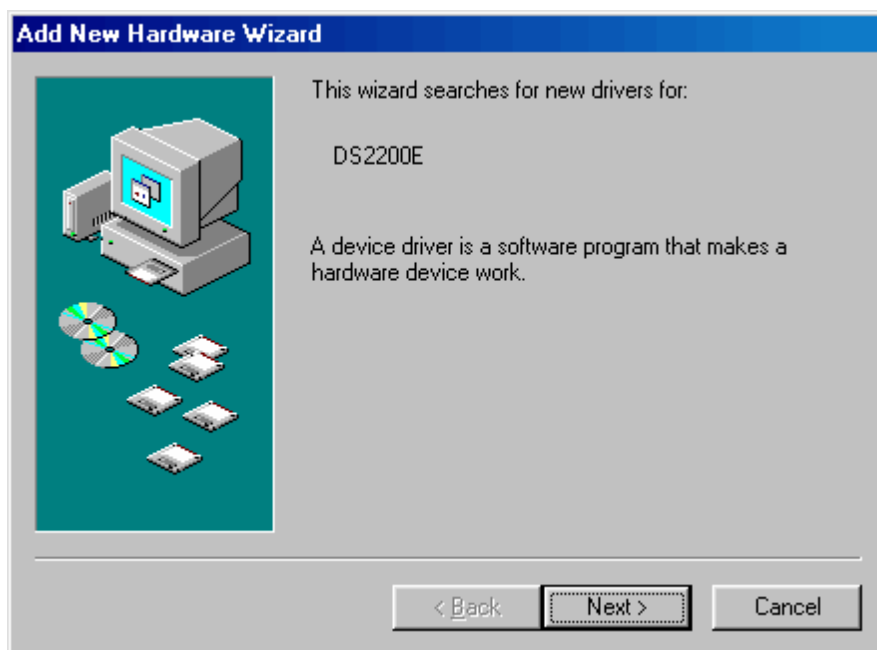 Add New Hardware Wizard
This wizard searches for new drivers for:
DS2200E
A device driver is a software program that makes a
hardware device work.
< Back
Next >
Cancel